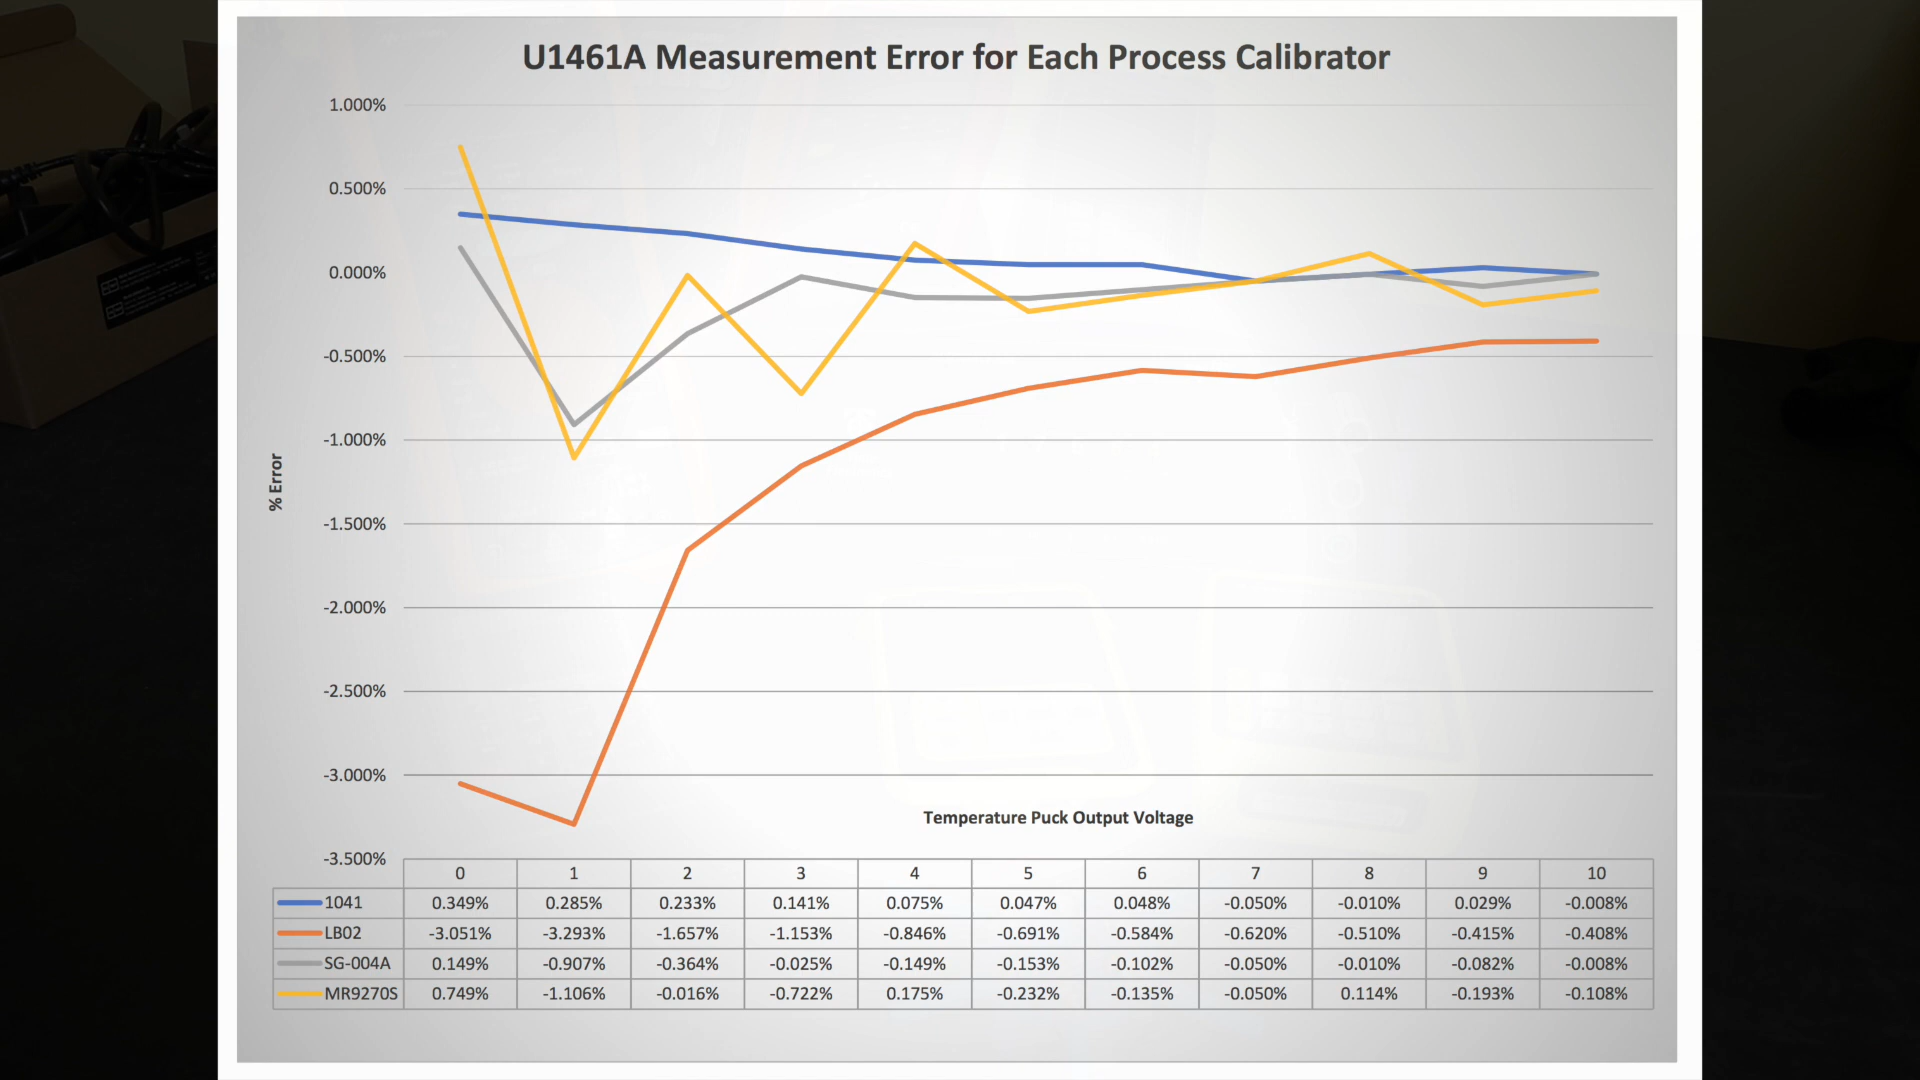 U1461A Measurement Error for Each Process Calibrator
1.000%
0.500%
0.000%
-0.500%
-1.000%
-1.500%
-2.000%
-2.500%
-3.000%
-3.500%
% Error
Temperature Puck Output Voltage
0 1 2 3 4 5 6 7 8 9 10
1041 0.349% 0.285% 0.233% 0.141% 0.075% 0.047% 0.048% -0.050% -0.010% 0.029% -0.008%
LB02 -3.051% -3.293% -1.657% -1.153% -0.846% -0.691% -0.584% -0.620% -0.510% -0.415% -0.408%
SG-004A 0.149% -0.907% -0.364% -0.025% -0.149% -0.153% -0.102% -0.050% -0.010% -0.082% -0.008%
MR9270S 0.749% -1.106% -0.016% -0.722% 0.175% -0.232% -0.135% -0.050% 0.114% -0.193% -0.108%